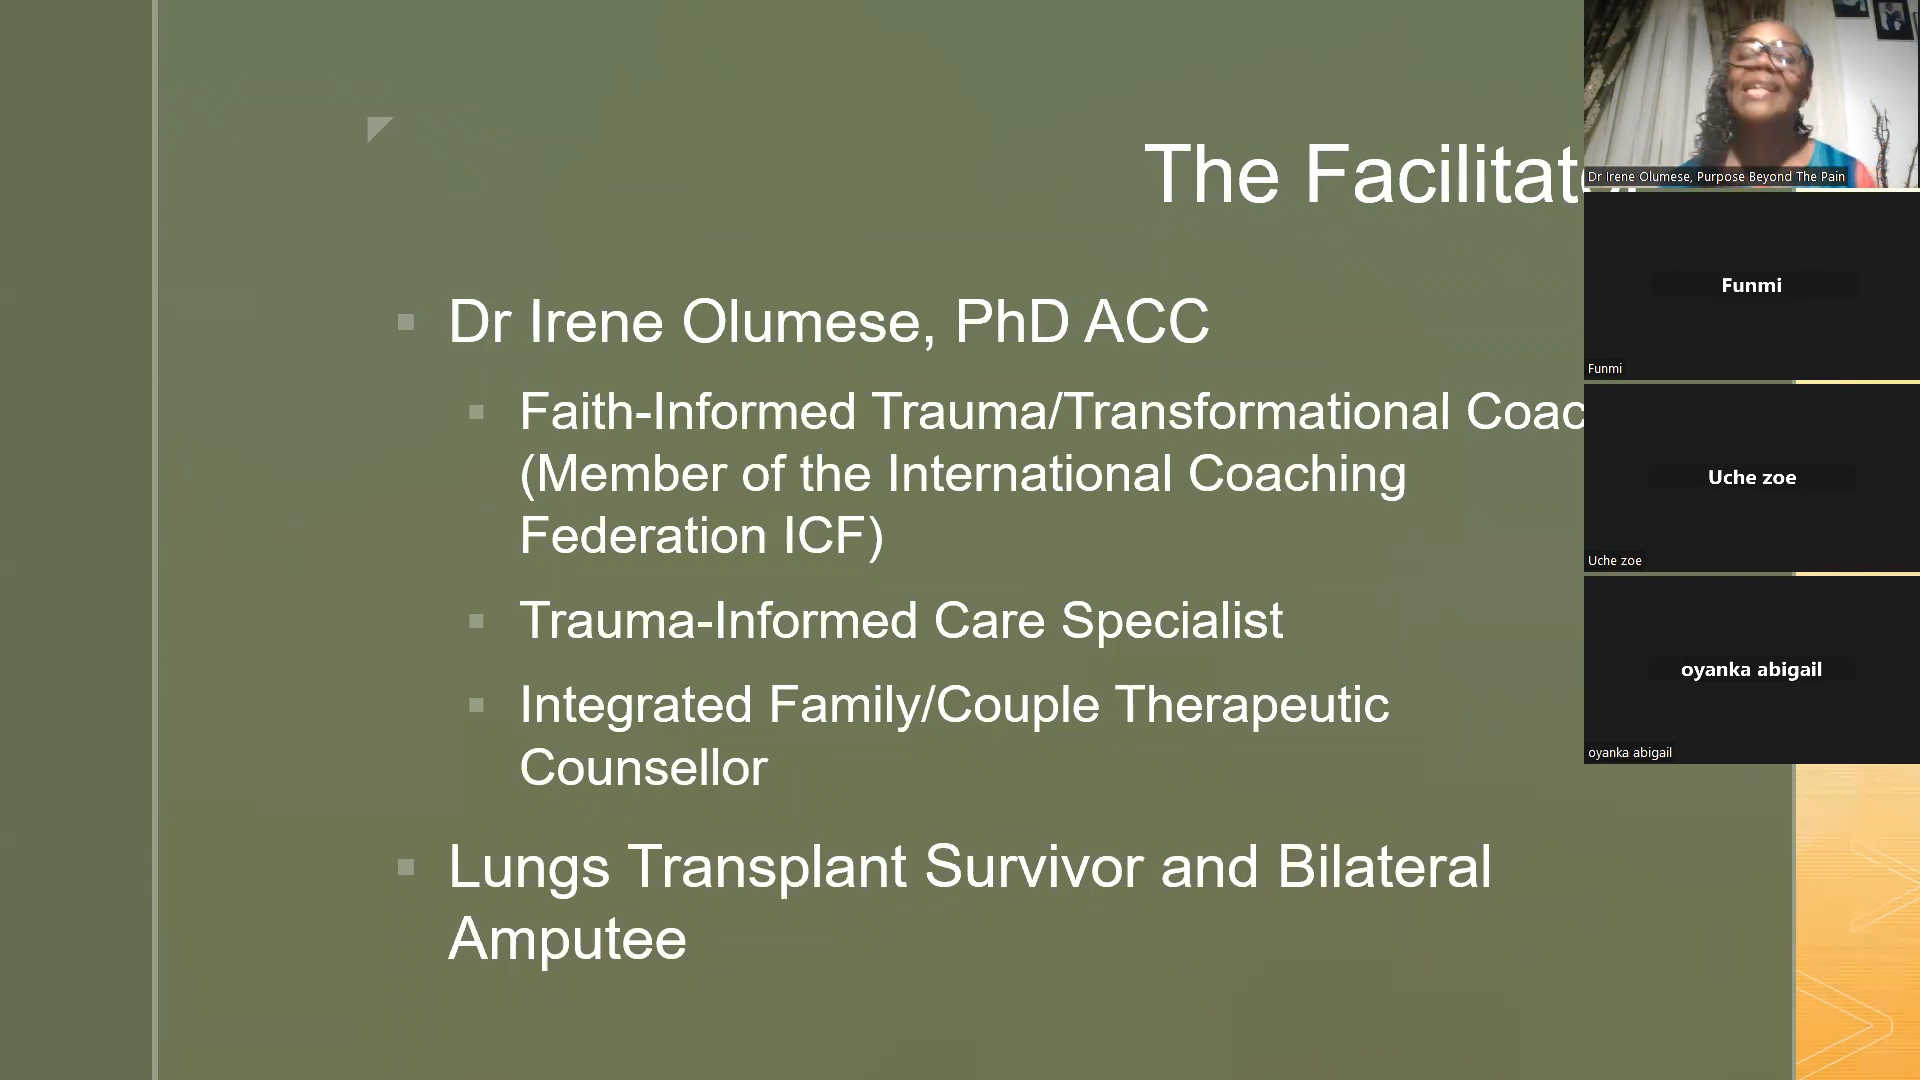 The Facilitator
Dr Irene Olumese, PhD ACC
Faith-Informed Trauma/Transformational Coac
(Member of the International Coaching
Federation ICF)
Trauma-Informed Care Specialist
Integrated Family/Couple Therapeutic
Counsellor
Lungs Transplant Survivor and Bilateral
Amputee
Dr Irene Olumese, Purpose Beyond The Pain
Funmi
Funmi
Uche zoe
Uche zoe
oyanka abigail
oyanka abigail